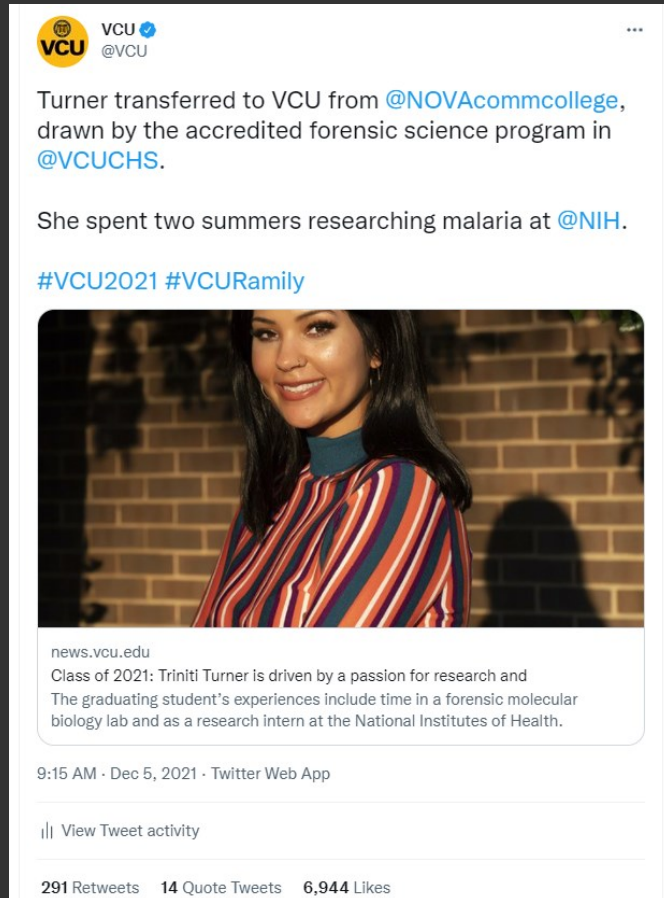 VCU
VCU
@VCU
Turner transferred to VCU from @NOVAcommcollege,
drawn by the accredited forensic science program in
@VCUCHS.
She spent two summers researching malaria at @NIH.
#VCU2021 #VCURamily
news.vcu.edu
Class of 2021: Triniti Turner is driven by a passion for research and
The graduating student’s experiences include time in a forensic molecular
biology lab and as a research intern at the National Institutes of Health.
9:15 AM · Dec 5, 2021 · Twitter Web App
View Tweet activity
291 Retweets 14 Quote Tweets 6,944 Likes